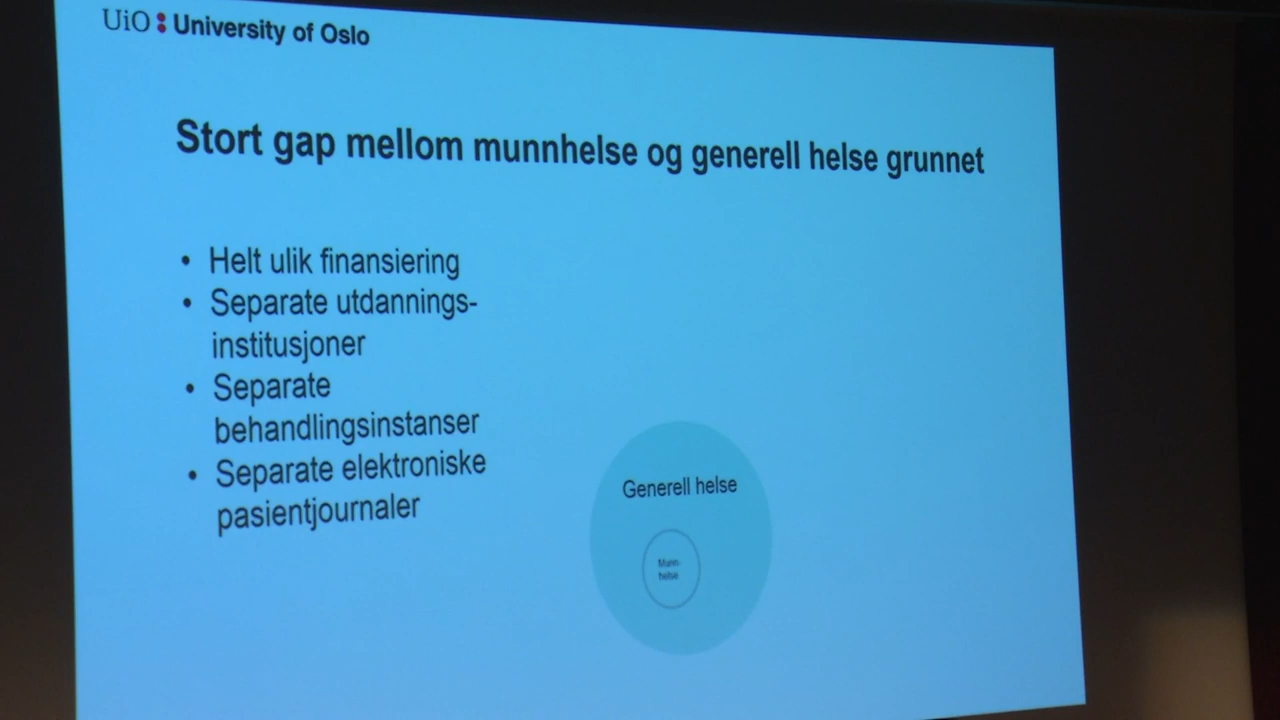 UiO : University of Oslo
Stort gap mellom munnhelse og generell helse grunnet
• Helt ulik finansiering
• Separate utdannings-
institusjoner
• Separate
behandlingsinstanser
• Separate elektroniske
pasientjournaler
Generell helse
Munn-
helse